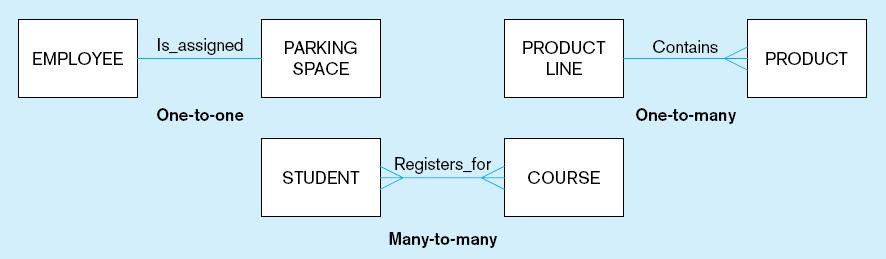 EMPLOYEE
Is_assigned
PARKING
SPACE
One-to-one
PRODUCT
LINE
Contains
PRODUCT
One-to-many
STUDENT
Registers_for
COURSE
Many-to-many